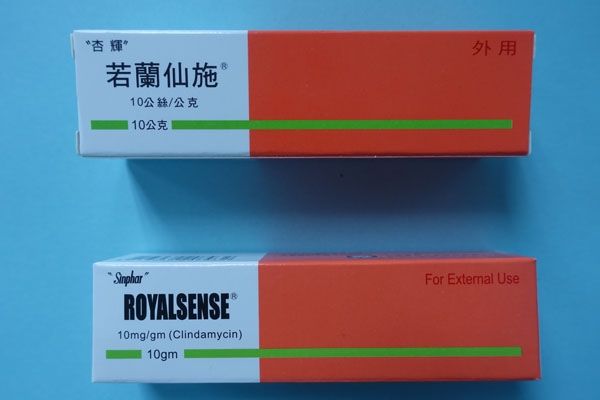 "杏輝"
外用
若蘭仙施®
10公絲/公克
10公克
"Sinphar"
For External Use
ROYALSENSE®
10mg/gm (Clindamycin)
10gm